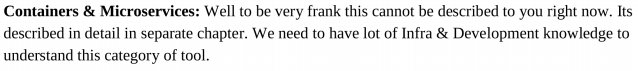 Containers & Microservices: Well to be very frank this cannot be described to you right now. Its
described in detail in separate chapter. We need to have lot of Infra & Development knowledge to
understand this category of tool.